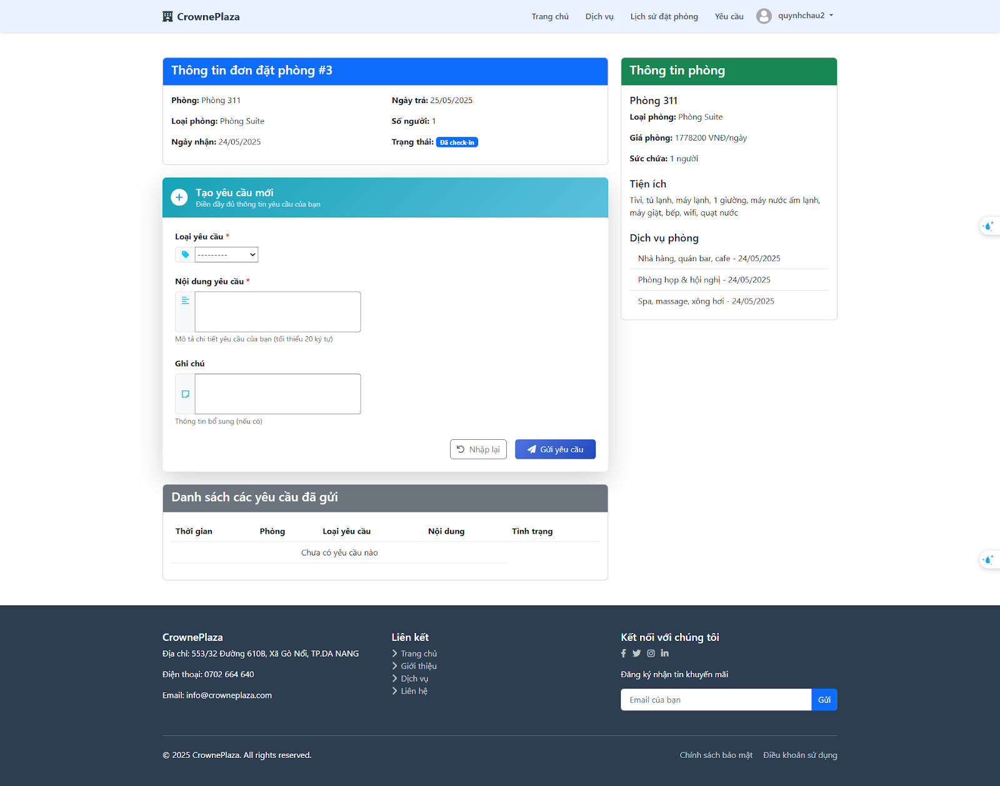 CrownePlaza
Trang chủ
Dịch vụ
Lịch sử đặt phòng
Yêu cầu
quynhchau2
Thông tin đơn đặt phòng #3
Phòng: Phòng 311
Ngày trả: 25/05/2025
Loại phòng: Phòng Suite
Số người: 1
Ngày nhận: 24/05/2025
Trạng thái: Đã check-in
Tạo yêu cầu mới
Điền đầy đủ thông tin yêu cầu của bạn
Loại yêu cầu *
---------
Nội dung yêu cầu *
Mô tả chi tiết yêu cầu của bạn (tối thiểu 20 ký tự)
Ghi chú
Thông tin bổ sung (nếu có)
Nhập lại
Gửi yêu cầu
Danh sách các yêu cầu đã gửi
Thời gian Phòng Loại yêu cầu Nội dung Tình trạng
Chưa có yêu cầu nào
Thông tin phòng
Phòng 311
Loại phòng: Phòng Suite
Giá phòng: 1778200 VNĐ/ngày
Sức chứa: 1 người
Tiện ích
Tivi, tủ lạnh, máy lạnh, 1 giường, máy nước ấm lạnh,
máy giặt, bếp, wifi, quạt nước
Dịch vụ phòng
Nhà hàng, quán bar, cafe - 24/05/2025
Phòng họp & hội nghị - 24/05/2025
Spa, massage, xông hơi - 24/05/2025
CrownePlaza
Địa chỉ: 553/32 Đường 610B, Xã Gò Nổi, TP.DA NANG
Điện thoại: 0702 664 640
Email: info@crowneplaza.com
Liên kết
Trang chủ
Giới thiệu
Dịch vụ
Liên hệ
Kết nối với chúng tôi
Đăng ký nhận tin khuyến mãi
Email của bạn
Gửi
© 2025 CrownePlaza. All rights reserved.
Chính sách bảo mật
Điều khoản sử dụng